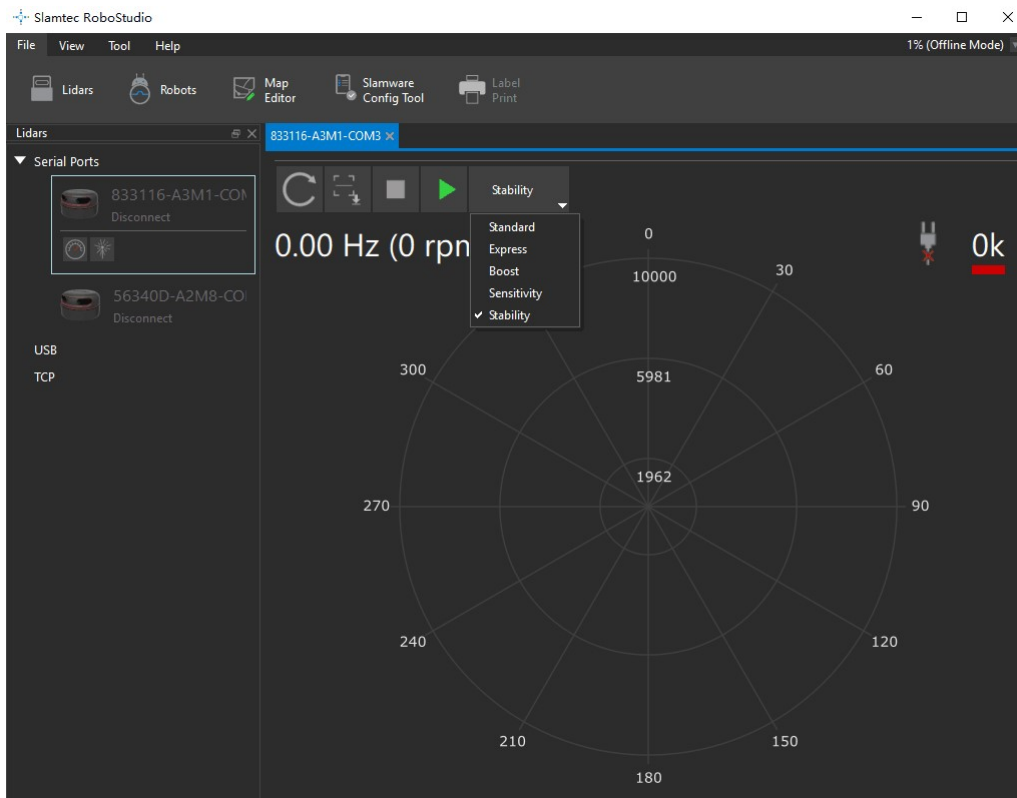 Slamtec RoboStudio
File View Tool Help 1% (Offline Mode)
Lidars Robots Map Editor Slamware Config Tool Label Print
Lidars
833116-A3M1-COM3
Serial Ports
833116-A3M1-COM
Disconnect
56340D-A2M8-CO
Disconnect
USB
TCP
Stability
Standard
Express
Boost
Sensitivity
Stability
0.00 Hz (0 rpm
0k
0
10000
30
300
5981
60
1962
270
90
240
120
210
150
180